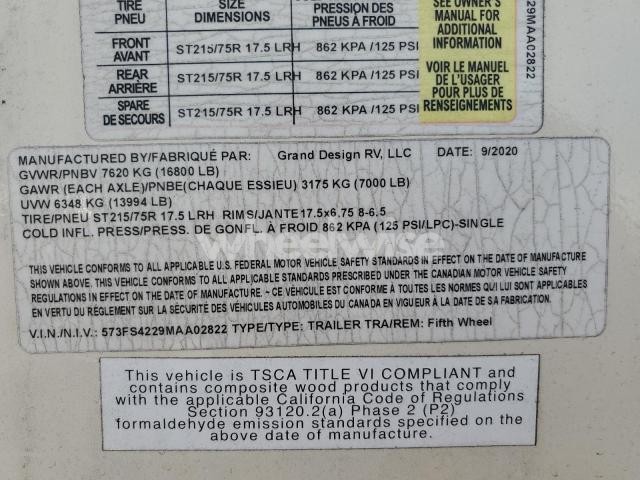 TIRE SIZE PRESSION DES SEE OWNER'S
PNEU DIMENSIONS PNEUS À FROID MANUAL FOR
ADDITIONAL
INFORMATION
FRONT
AVANT ST215/75R 17.5 LRH 862 KPA /125 PSI
REAR
ARRIÈRE ST215/75R 17.5 LRH 862 KPA /125 PSI
SPARE
DE SECOURS ST215/75R 17.5 LRH 862 KPA /125 PSI
VOIR LE MANUEL
DE L'USAGER
POUR PLUS DE
RENSEIGNEMENTS
29MAA02822
MANUFACTURED BY/FABRIQUÉ PAR: Grand Design RV, LLC DATE: 9/2020
GVWR/PNBV 7620 KG (16800 LB)
GAWR (EACH AXLE)/PNBE(CHAQUE ESSIEU) 3175 KG (7000 LB)
UVW 6348 KG (13994 LB)
TIRE/PNEU ST215/75R 17.5 LRH RIMS/JANTE 17.5x6.75 8-6.5
COLD INFL. PRESS/PRESS. DE GONFL. À FROID 862 KPA (125 PSI/LPC)-SINGLE
Wheelwise
THIS VEHICLE CONFORMS TO ALL APPLICABLE U.S. FEDERAL MOTOR VEHICLE SAFETY STANDARDS IN EFFECT ON THE DATE OF MANUFACTURE
SHOWN ABOVE. THIS VEHICLE CONFORMS TO ALL APPLICABLE STANDARDS PRESCRIBED UNDER THE CANADIAN MOTOR VEHICLE SAFETY
REGULATIONS IN EFFECT ON THE DATE OF MANUFACTURE. ~ CE VÉHICULE EST CONFORME À TOUTES LES NORMES QUI LUI SONT APPLICABLES
EN VERTU DU RÈGLEMENT SUR LA SÉCURITÉ DES VÉHICULES AUTOMOBILES DU CANADA EN VIGUEUR À LA DATE DE SA FABRICATION.
V.I.N./N.I.V.: 573FS4229MAA02822 TYPE/TYPE: TRAILER TRA/REM: Fifth Wheel
This vehicle is TSCA TITLE VI COMPLIANT and
contains composite wood products that comply
with the applicable California Code of Regulations
Section 93120.2(a) Phase 2 (P2)
formaldehyde emission standards specified on the
above date of manufacture.